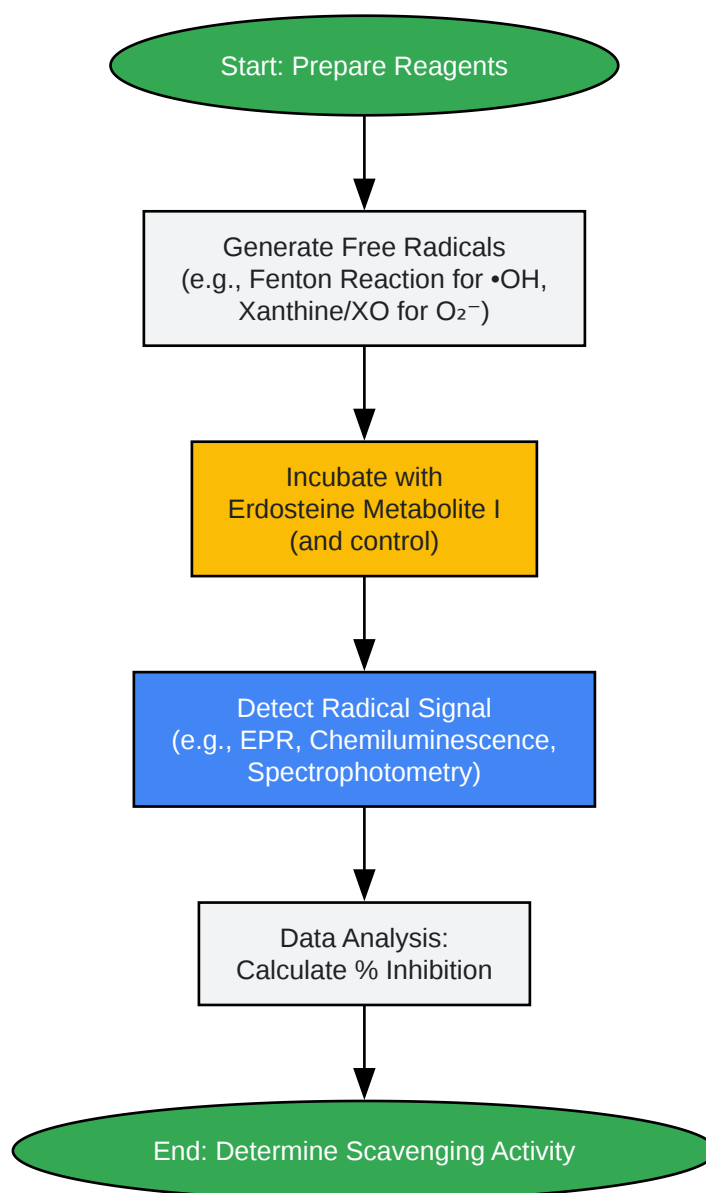 Start: Prepare Reagents
Generate Free Radicals
(e.g., Fenton Reaction for •OH,
Xanthine/XO for O₂⁻)
Incubate with
Erdosteine Metabolite I
(and control)
Detect Radical Signal
(e.g., EPR, Chemiluminescence,
Spectrophotometry)
Data Analysis:
Calculate % Inhibition
End: Determine Scavenging Activity